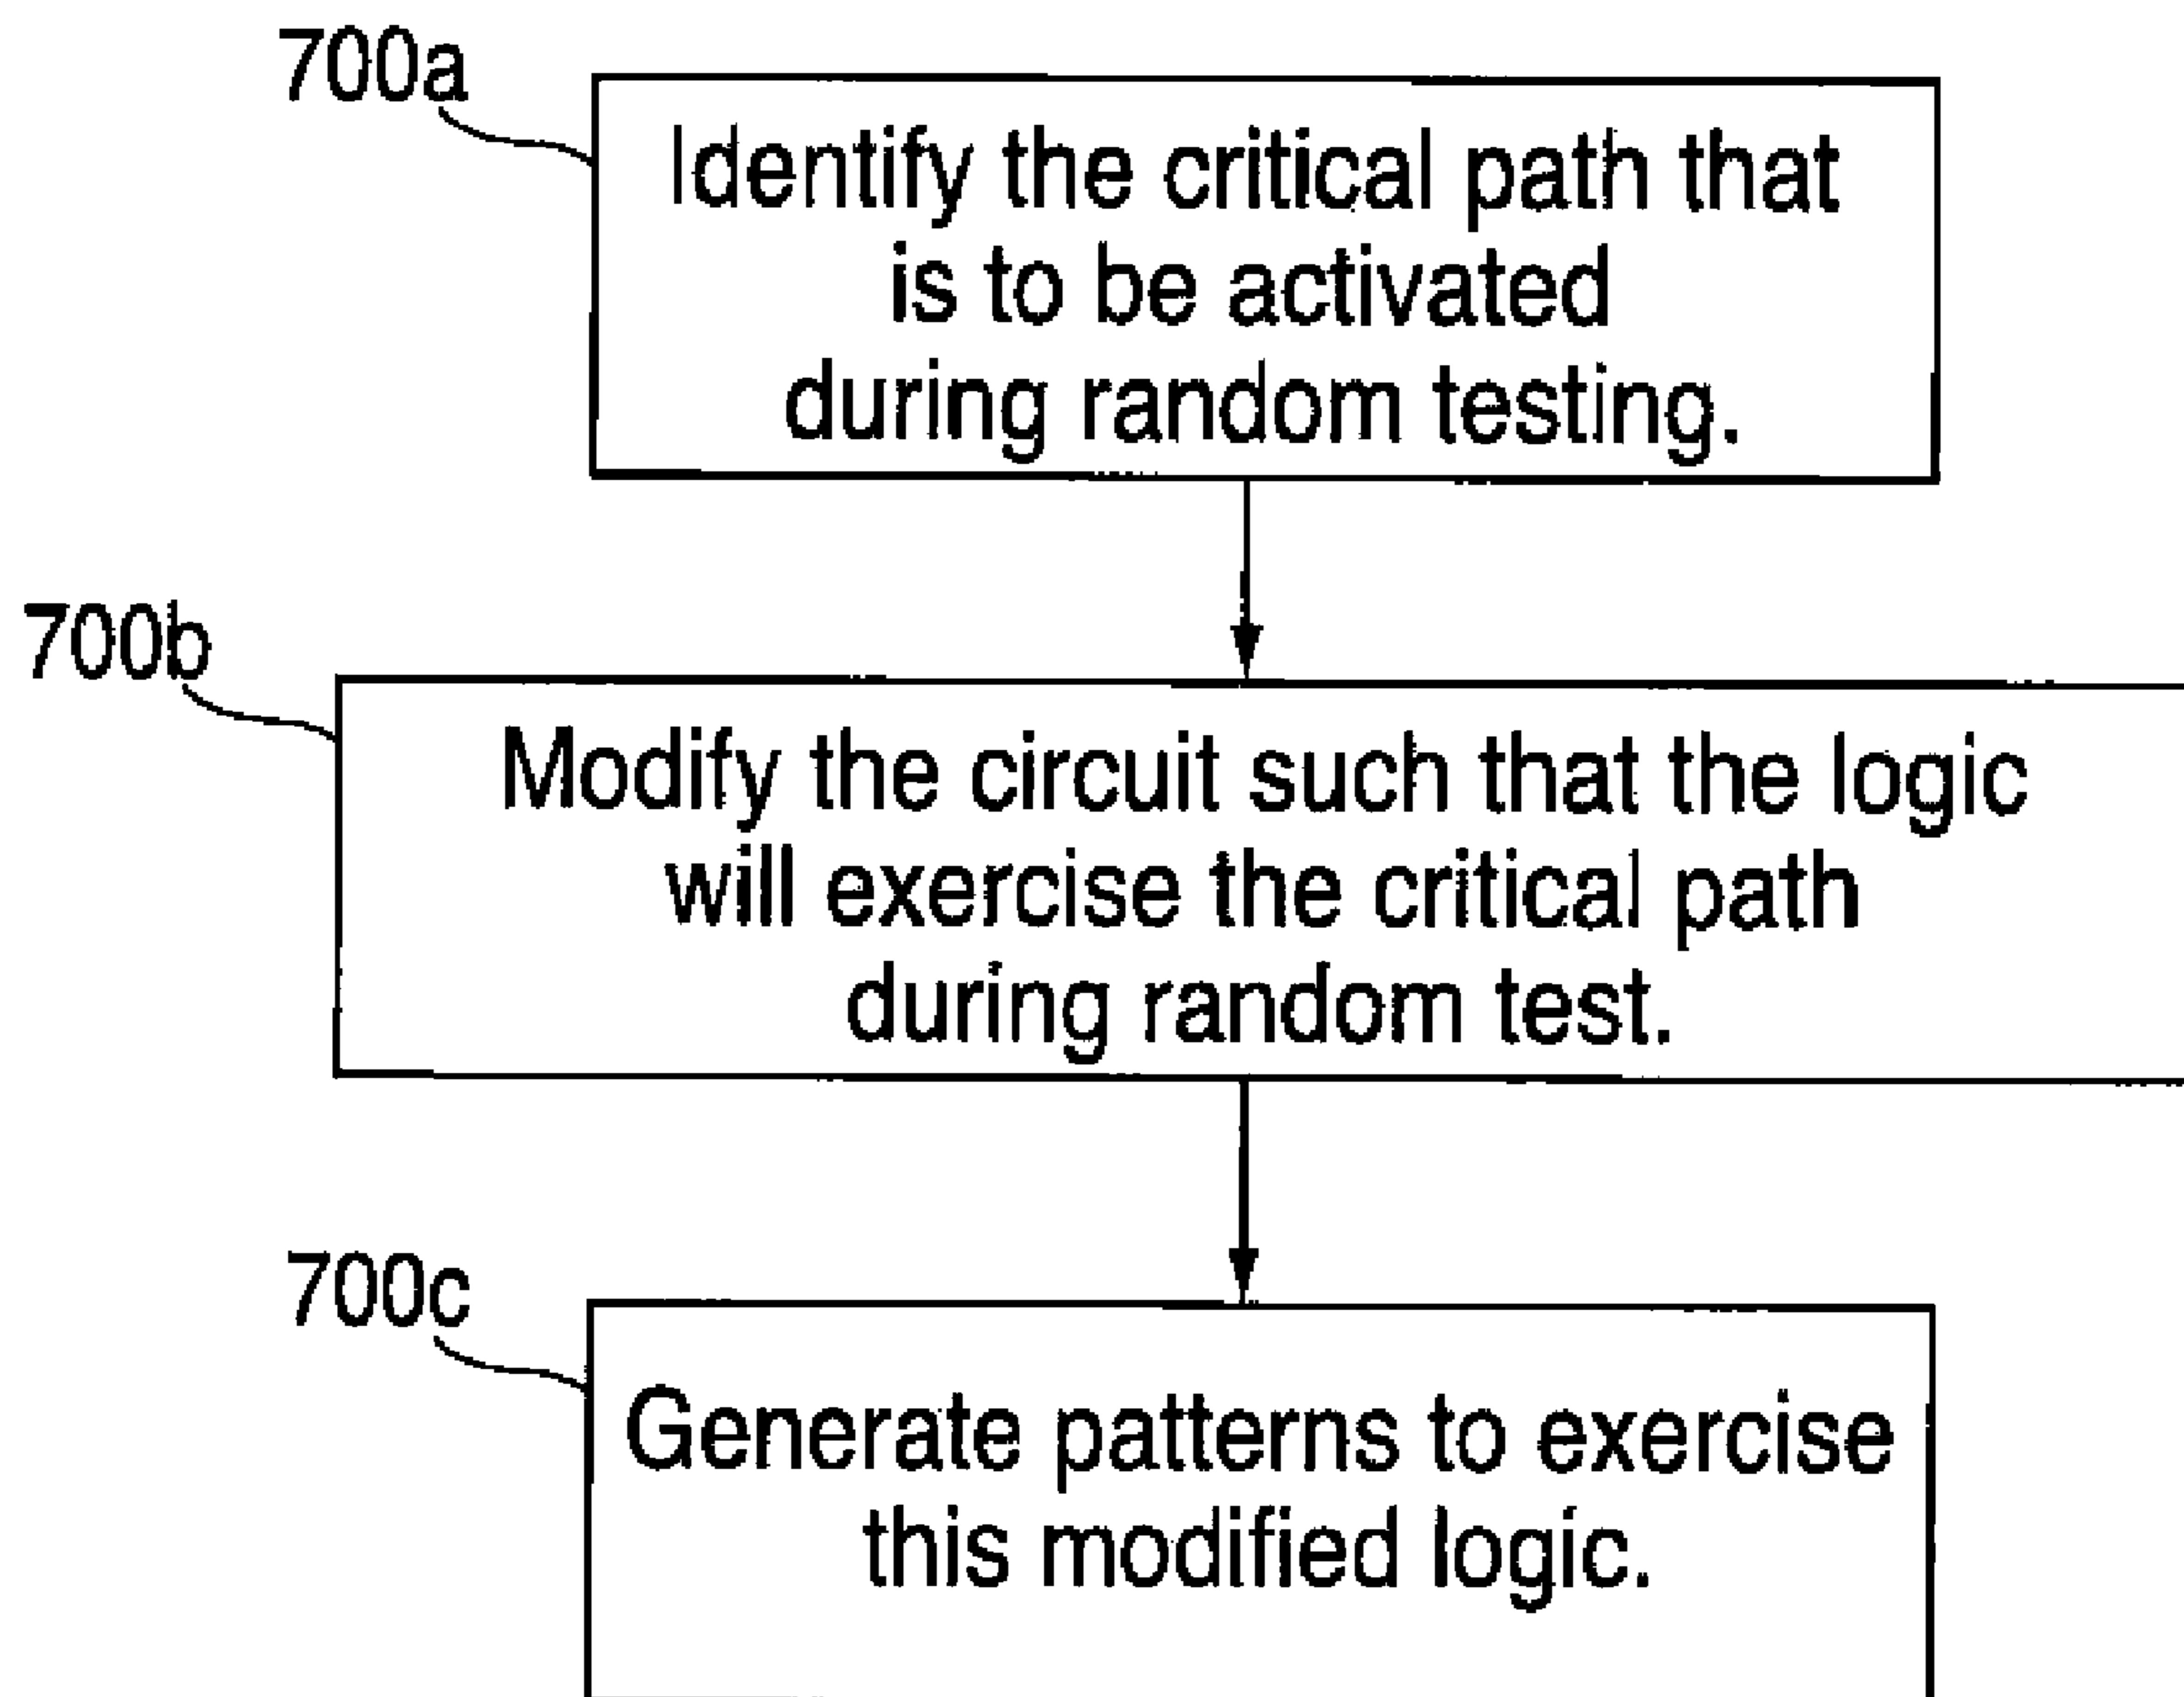 700a
Identify the critical path that
is to be activated
during random testing.
700b
Modify the circuit such that the logic
will exercise the critical path
during random test.
700c
Generate patterns to exercise
this modified logic.